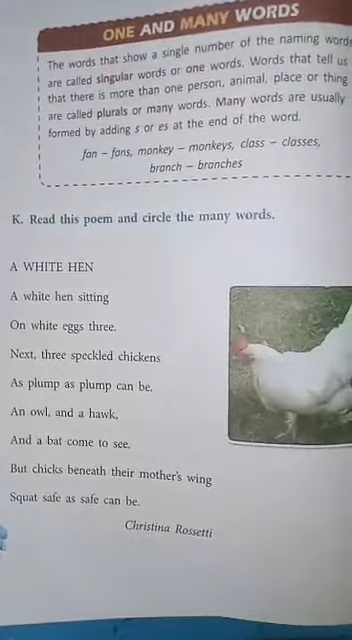 ONE AND MANY WORDS
The words that show a single number of the naming words
are called singular words or one words. Words that tell us
that there is more than one person, animal, place or thing
are called plurals or many words. Many words are usually
formed by adding s or es at the end of the word.
fan – fans, monkey – monkeys, class – classes,
branch – branches
K. Read this poem and circle the many words.
A WHITE HEN
A white hen sitting
On white eggs three.
Next, three speckled chickens
As plump as plump can be.
An owl, and a hawk,
And a bat come to see.
But chicks beneath their mother's wing
Squat safe as safe can be.
Christina Rossetti